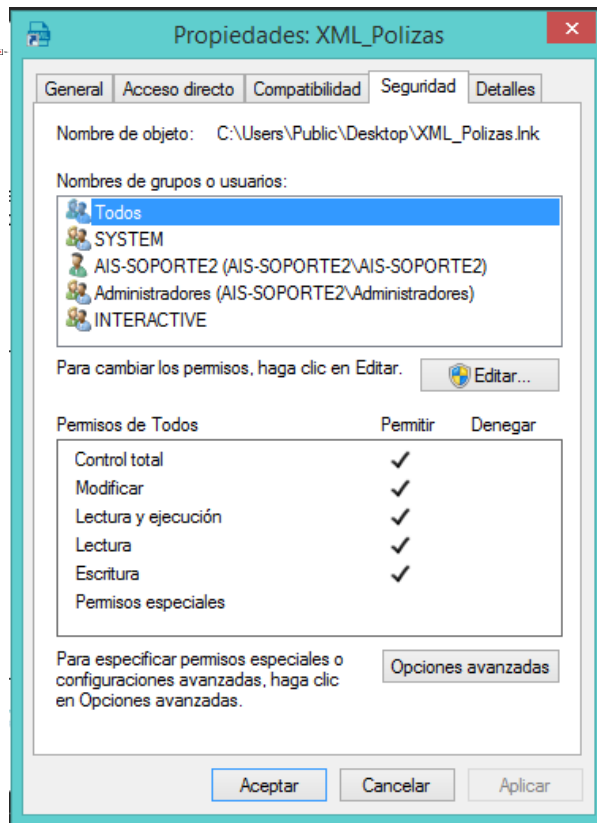 Propiedades: XML_Polizas
General
Acceso directo
Compatibilidad
Seguridad
Detalles
Nombre de objeto: C:\Users\Public\Desktop\XML_Polizas.lnk
Nombres de grupos o usuarios:
Todos
SYSTEM
AIS-SOPORTE2 (AIS-SOPORTE2\AIS-SOPORTE2)
Administradores (AIS-SOPORTE2\Administradores)
INTERACTIVE
Para cambiar los permisos, haga clic en Editar.
Editar...
Permisos de Todos Permitir Denegar
Control total
Modificar
Lectura y ejecución
Lectura
Escritura
Permisos especiales
Para especificar permisos especiales o
configuraciones avanzadas, haga clic
en Opciones avanzadas.
Opciones avanzadas
Aceptar
Cancelar
Aplicar